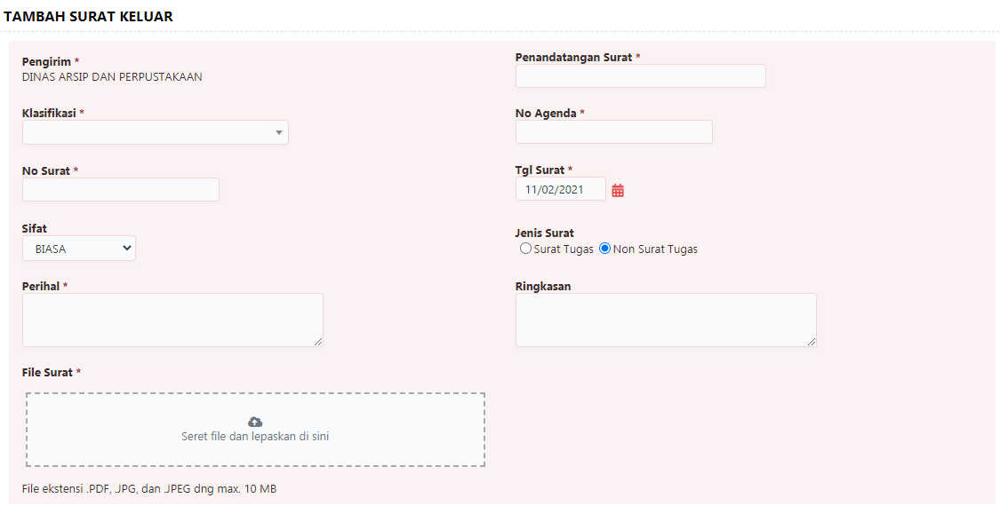 TAMBAH SURAT KELUAR
Pengirim *
DINAS ARSIP DAN PERPUSTAKAAN
Penandatangan Surat *
Klasifikasi *
No Agenda *
No Surat *
Tgl Surat *
11/02/2021
Sifat
BIASA
Jenis Surat
Surat Tugas Non Surat Tugas
Perihal *
Ringkasan
File Surat *
Seret file dan lepaskan di sini
File ekstensi .PDF, .JPG, dan .JPEG dng max. 10 MB